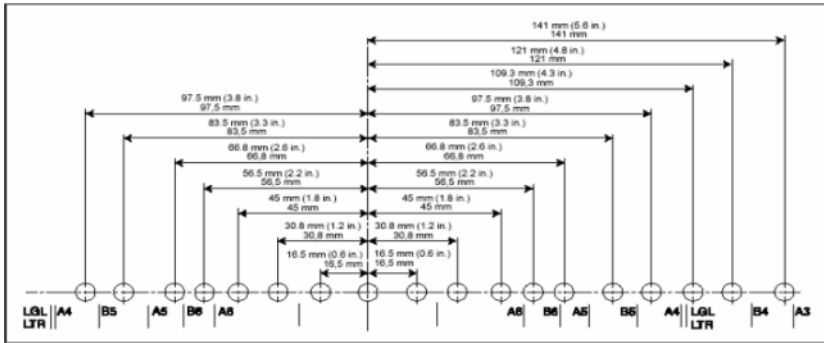 141 mm (5.6 in.)
141 mm
121 mm (4.8 in.)
121 mm
109.3 mm (4.3 in.)
109,3 mm
97.5 mm (3.8 in.) 97.5 mm (3.8 in.)
97,5 mm 97,5 mm
83.5 mm (3.3 in.) 83.5 mm (3.3 in.)
83,5 mm 83,5 mm
66.8 mm (2.6 in.) 66.8 mm (2.6 in.)
66,8 mm 66,8 mm
56.5 mm (2.2 in.) 56.5 mm (2.2 in.)
56,5 mm 56,5 mm
45 mm (1.8 in.) 45 mm (1.8 in.)
45 mm 45 mm
30.8 mm (1.2 in.) 30.8 mm (1.2 in.)
30,8 mm 30,8 mm
16.5 mm (0.6 in.) 16.5 mm (0.6 in.)
16,5 mm 16,5 mm
LGL A4 B5 A5 B6 A6 A6 B6 A5 B5 A4 LGL B4 A3
LTR LTR